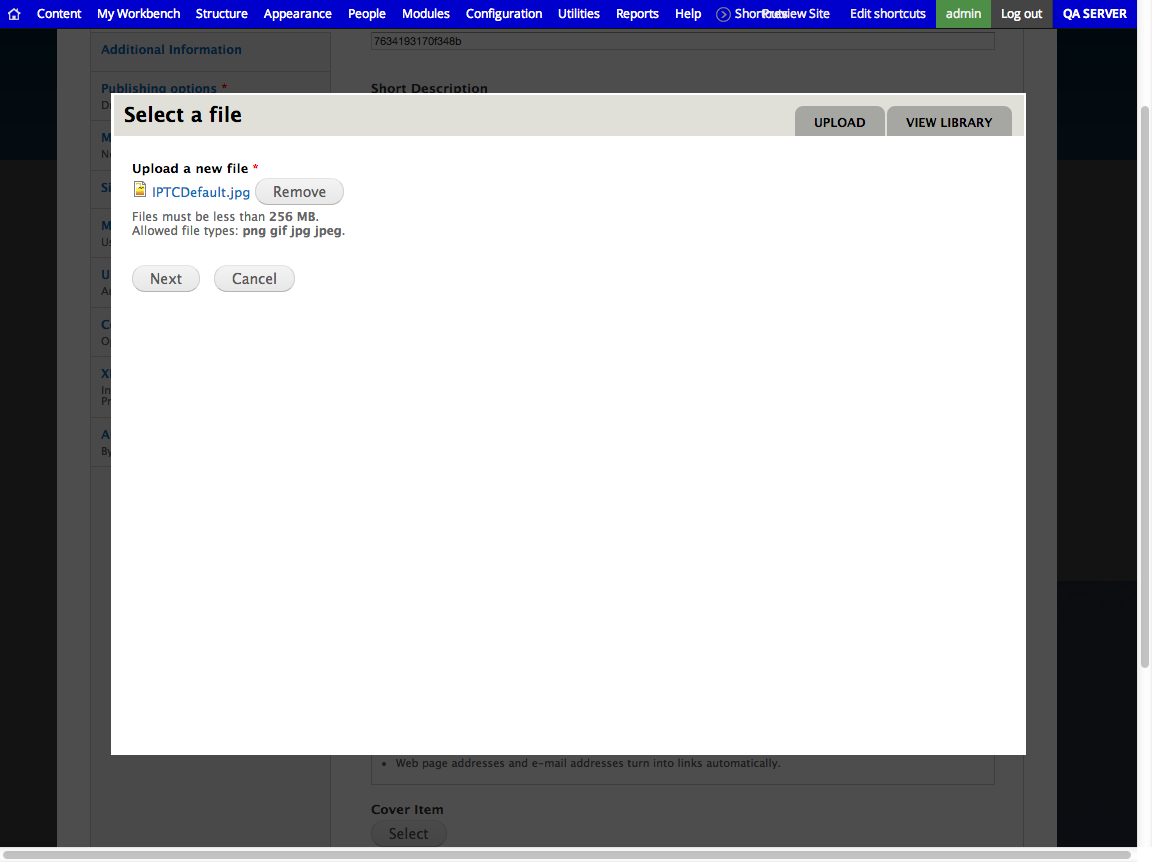 Content My Workbench Structure Appearance People Modules Configuration Utilities Reports Help Shortcuts Preview Site Edit shortcuts admin Log out QA SERVER
Additional Information
7634193170f348b
Publishing options *
Short Description
Select a file
UPLOAD VIEW LIBRARY
Upload a new file *
IPTCDefault.jpg Remove
Files must be less than 256 MB.
Allowed file types: png gif jpg jpeg.
Next Cancel
• Web page addresses and e-mail addresses turn into links automatically.
Cover Item
Select